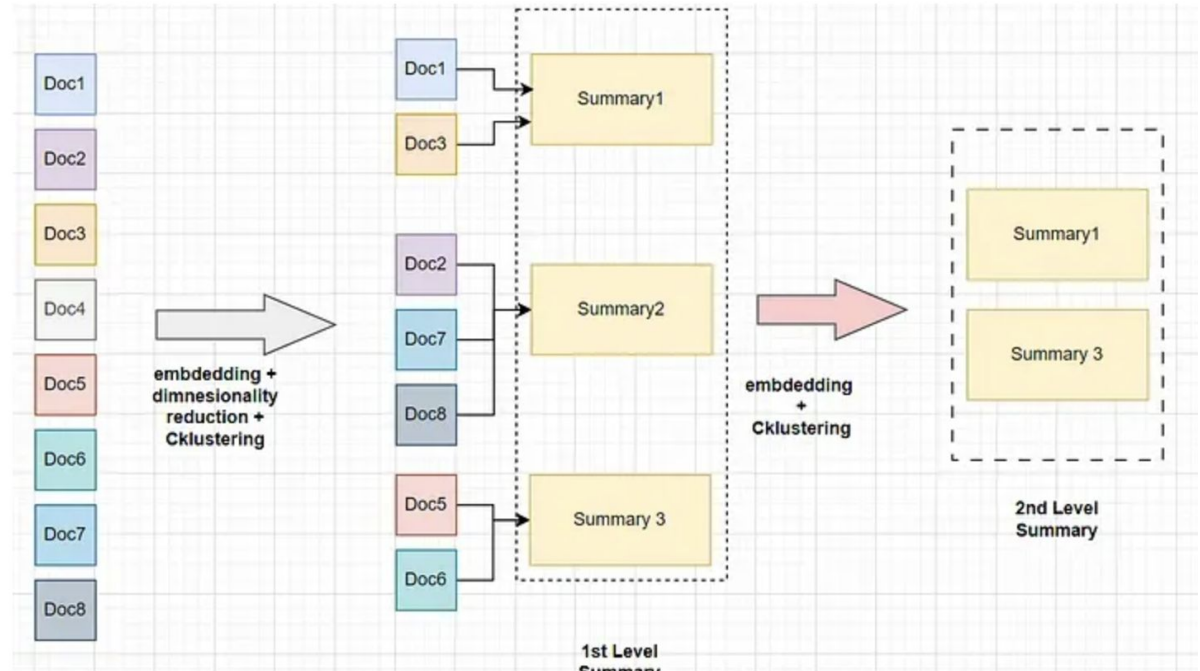 Doc1
Doc2
Doc3
Doc4
Doc5
Doc6
Doc7
Doc8
embdedding +
dimnesionality
reduction +
Cklustering
Doc1
Doc3
Doc2
Doc7
Doc8
Doc5
Doc6
Summary1
Summary2
Summary 3
1st Level
Summary
embdedding
+
Cklustering
Summary1
Summary 3
2nd Level
Summary